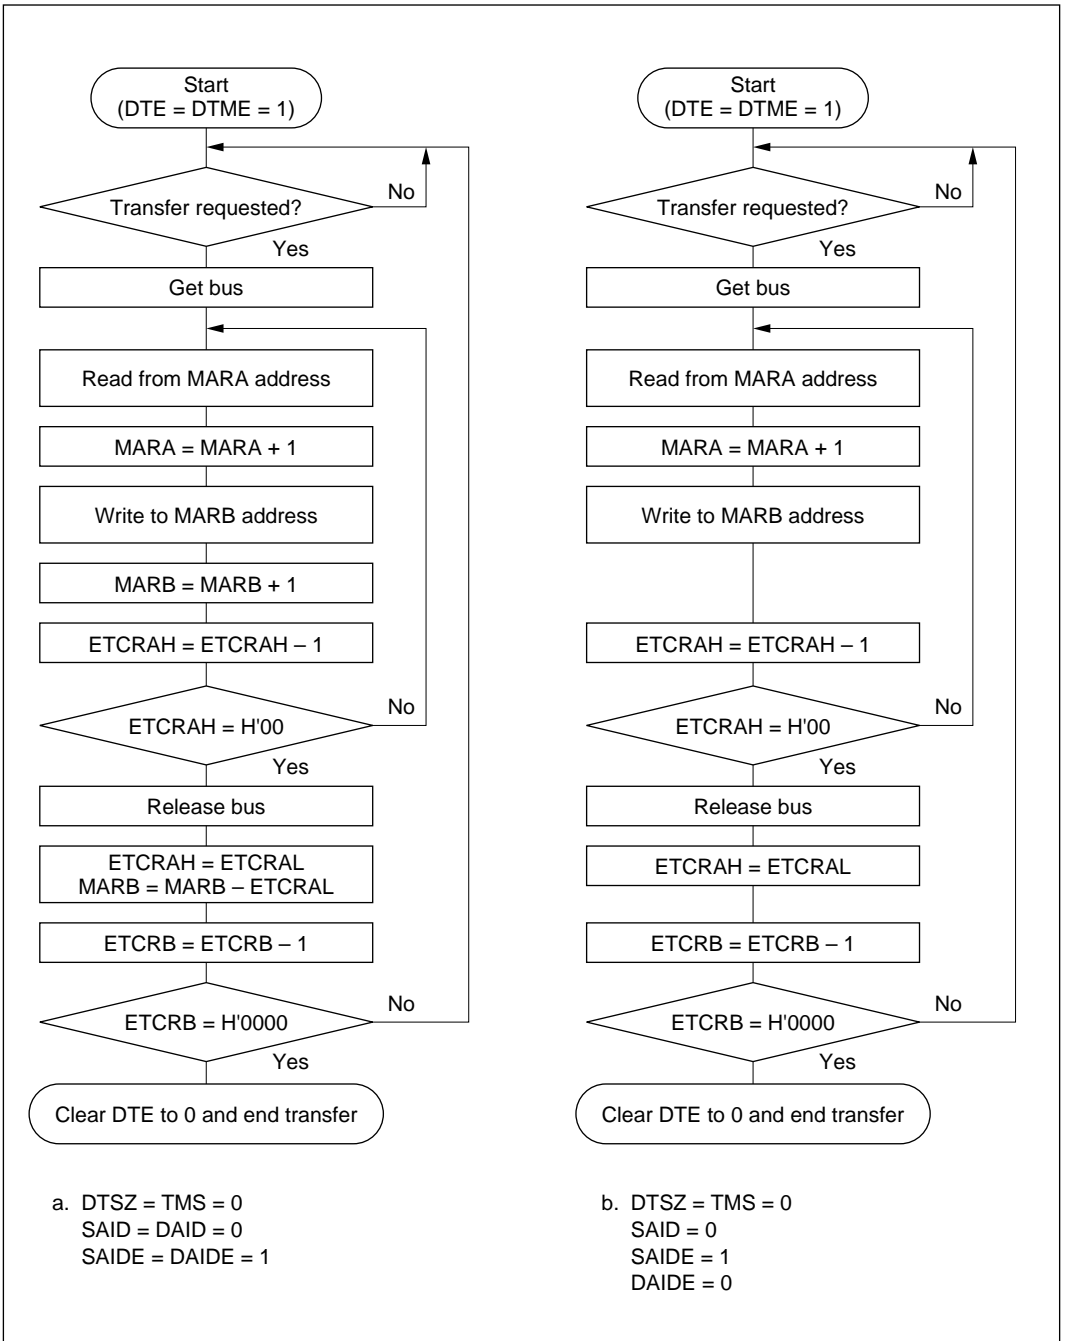 Start
(DTE = DTME = 1)
Transfer requested?
No
Yes
Get bus
Read from MARA address
MARA = MARA + 1
Write to MARB address
MARB = MARB + 1
ETCRAH = ETCRAH – 1
ETCRAH = H'00
No
Yes
Release bus
ETCRAH = ETCRAL
MARB = MARB – ETCRAL
ETCRB = ETCRB – 1
ETCRB = H'0000
No
Yes
Clear DTE to 0 and end transfer
a. DTSZ = TMS = 0
SAID = DAID = 0
SAIDE = DAIDE = 1
Start
(DTE = DTME = 1)
Transfer requested?
No
Yes
Get bus
Read from MARA address
MARA = MARA + 1
Write to MARB address
ETCRAH = ETCRAH – 1
ETCRAH = H'00
No
Yes
Release bus
ETCRAH = ETCRAL
ETCRB = ETCRB – 1
ETCRB = H'0000
No
Yes
Clear DTE to 0 and end transfer
b. DTSZ = TMS = 0
SAID = 0
SAIDE = 1
DAIDE = 0